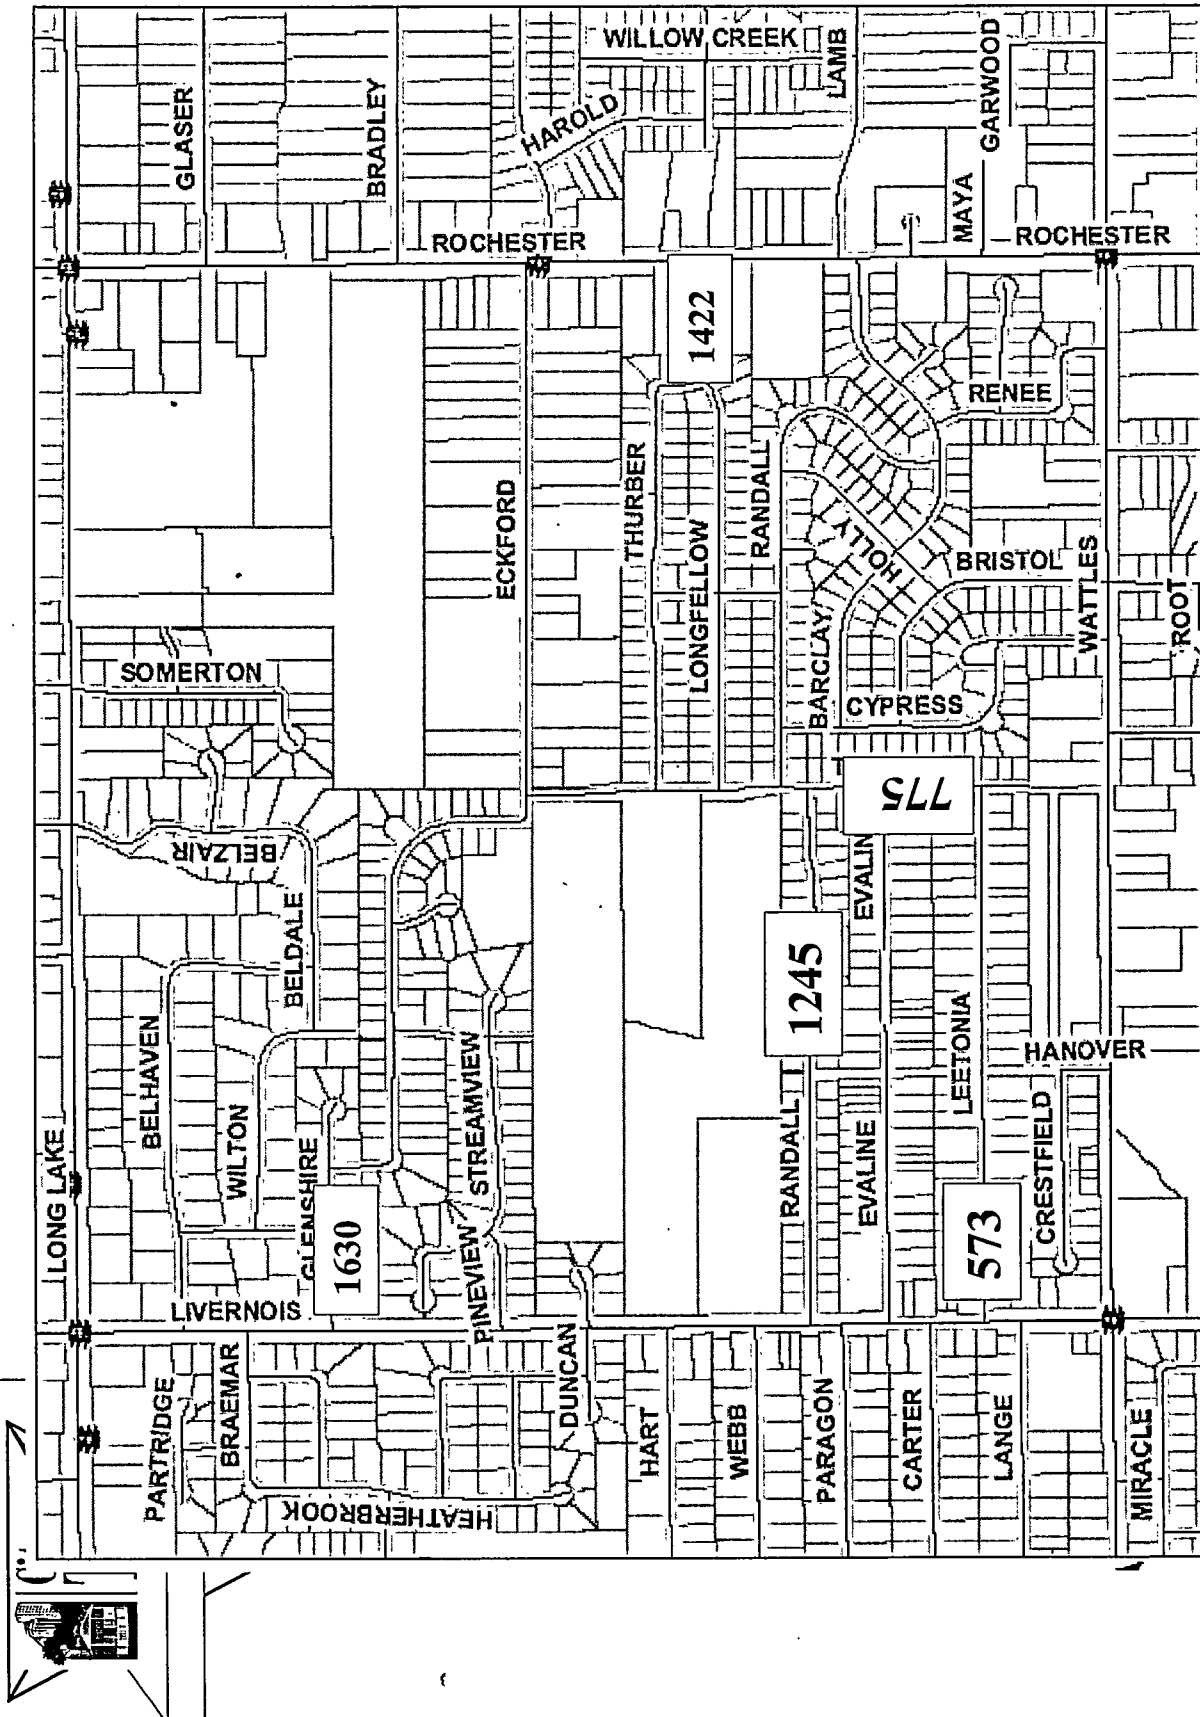 WILLOW CREEK
LAMB
GARWOOD
GLASER
BRADLEY
HAROLD
MAYA
ROCHESTER
ROCHESTER
1422
RENEE
THURBER
RANDALL
ECKFORD
HOLLY
BRISTOL
LONGFELLOW
WATTLES
ROOT
SOMERTON
BARCLAY
CYPRESS
775
BELZAIR
EVALIN
BELDALE
1245
LEETONIA
HANOVER
BELHAVEN
STREAMVIEW
WILTON
RANDALL
CRESTFIELD
EVALINE
LONG LAKE
GLENSHIRE
1630
573
PINEVIEW
LIVERNOIS
DUNCAN
PARTRIDGE
BRAEMAR
HART
WEBB
PARAGON
CARTER
LANGE
MIRACLE
HEATHERBROOK